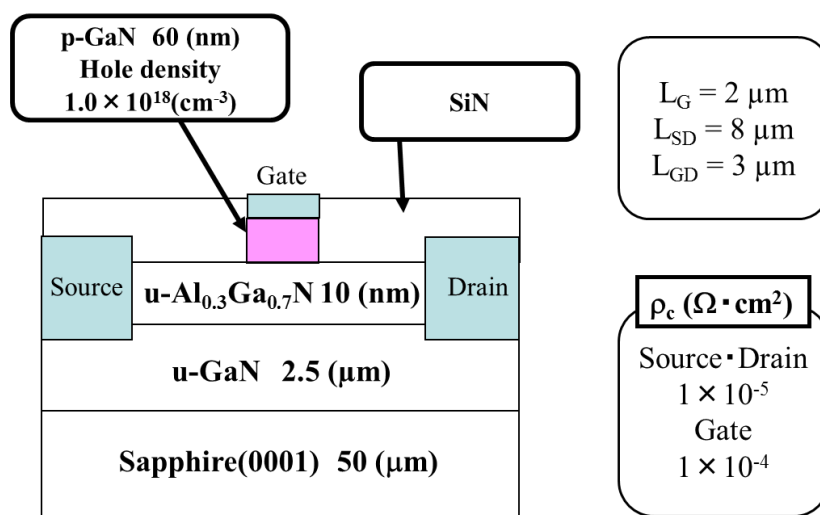 p-GaN 60 (nm)
Hole density
1.0×10¹⁸(cm⁻³)
SiN
L_G = 2 µm
L_SD = 8 µm
L_GD = 3 µm
Gate
Source
u-Al₀.₃Ga₀.₇N 10 (nm)
Drain
u-GaN 2.5 (µm)
Sapphire(0001) 50 (µm)
ρc (Ω・cm²)
Source・Drain
1×10⁻⁵
Gate
1×10⁻⁴